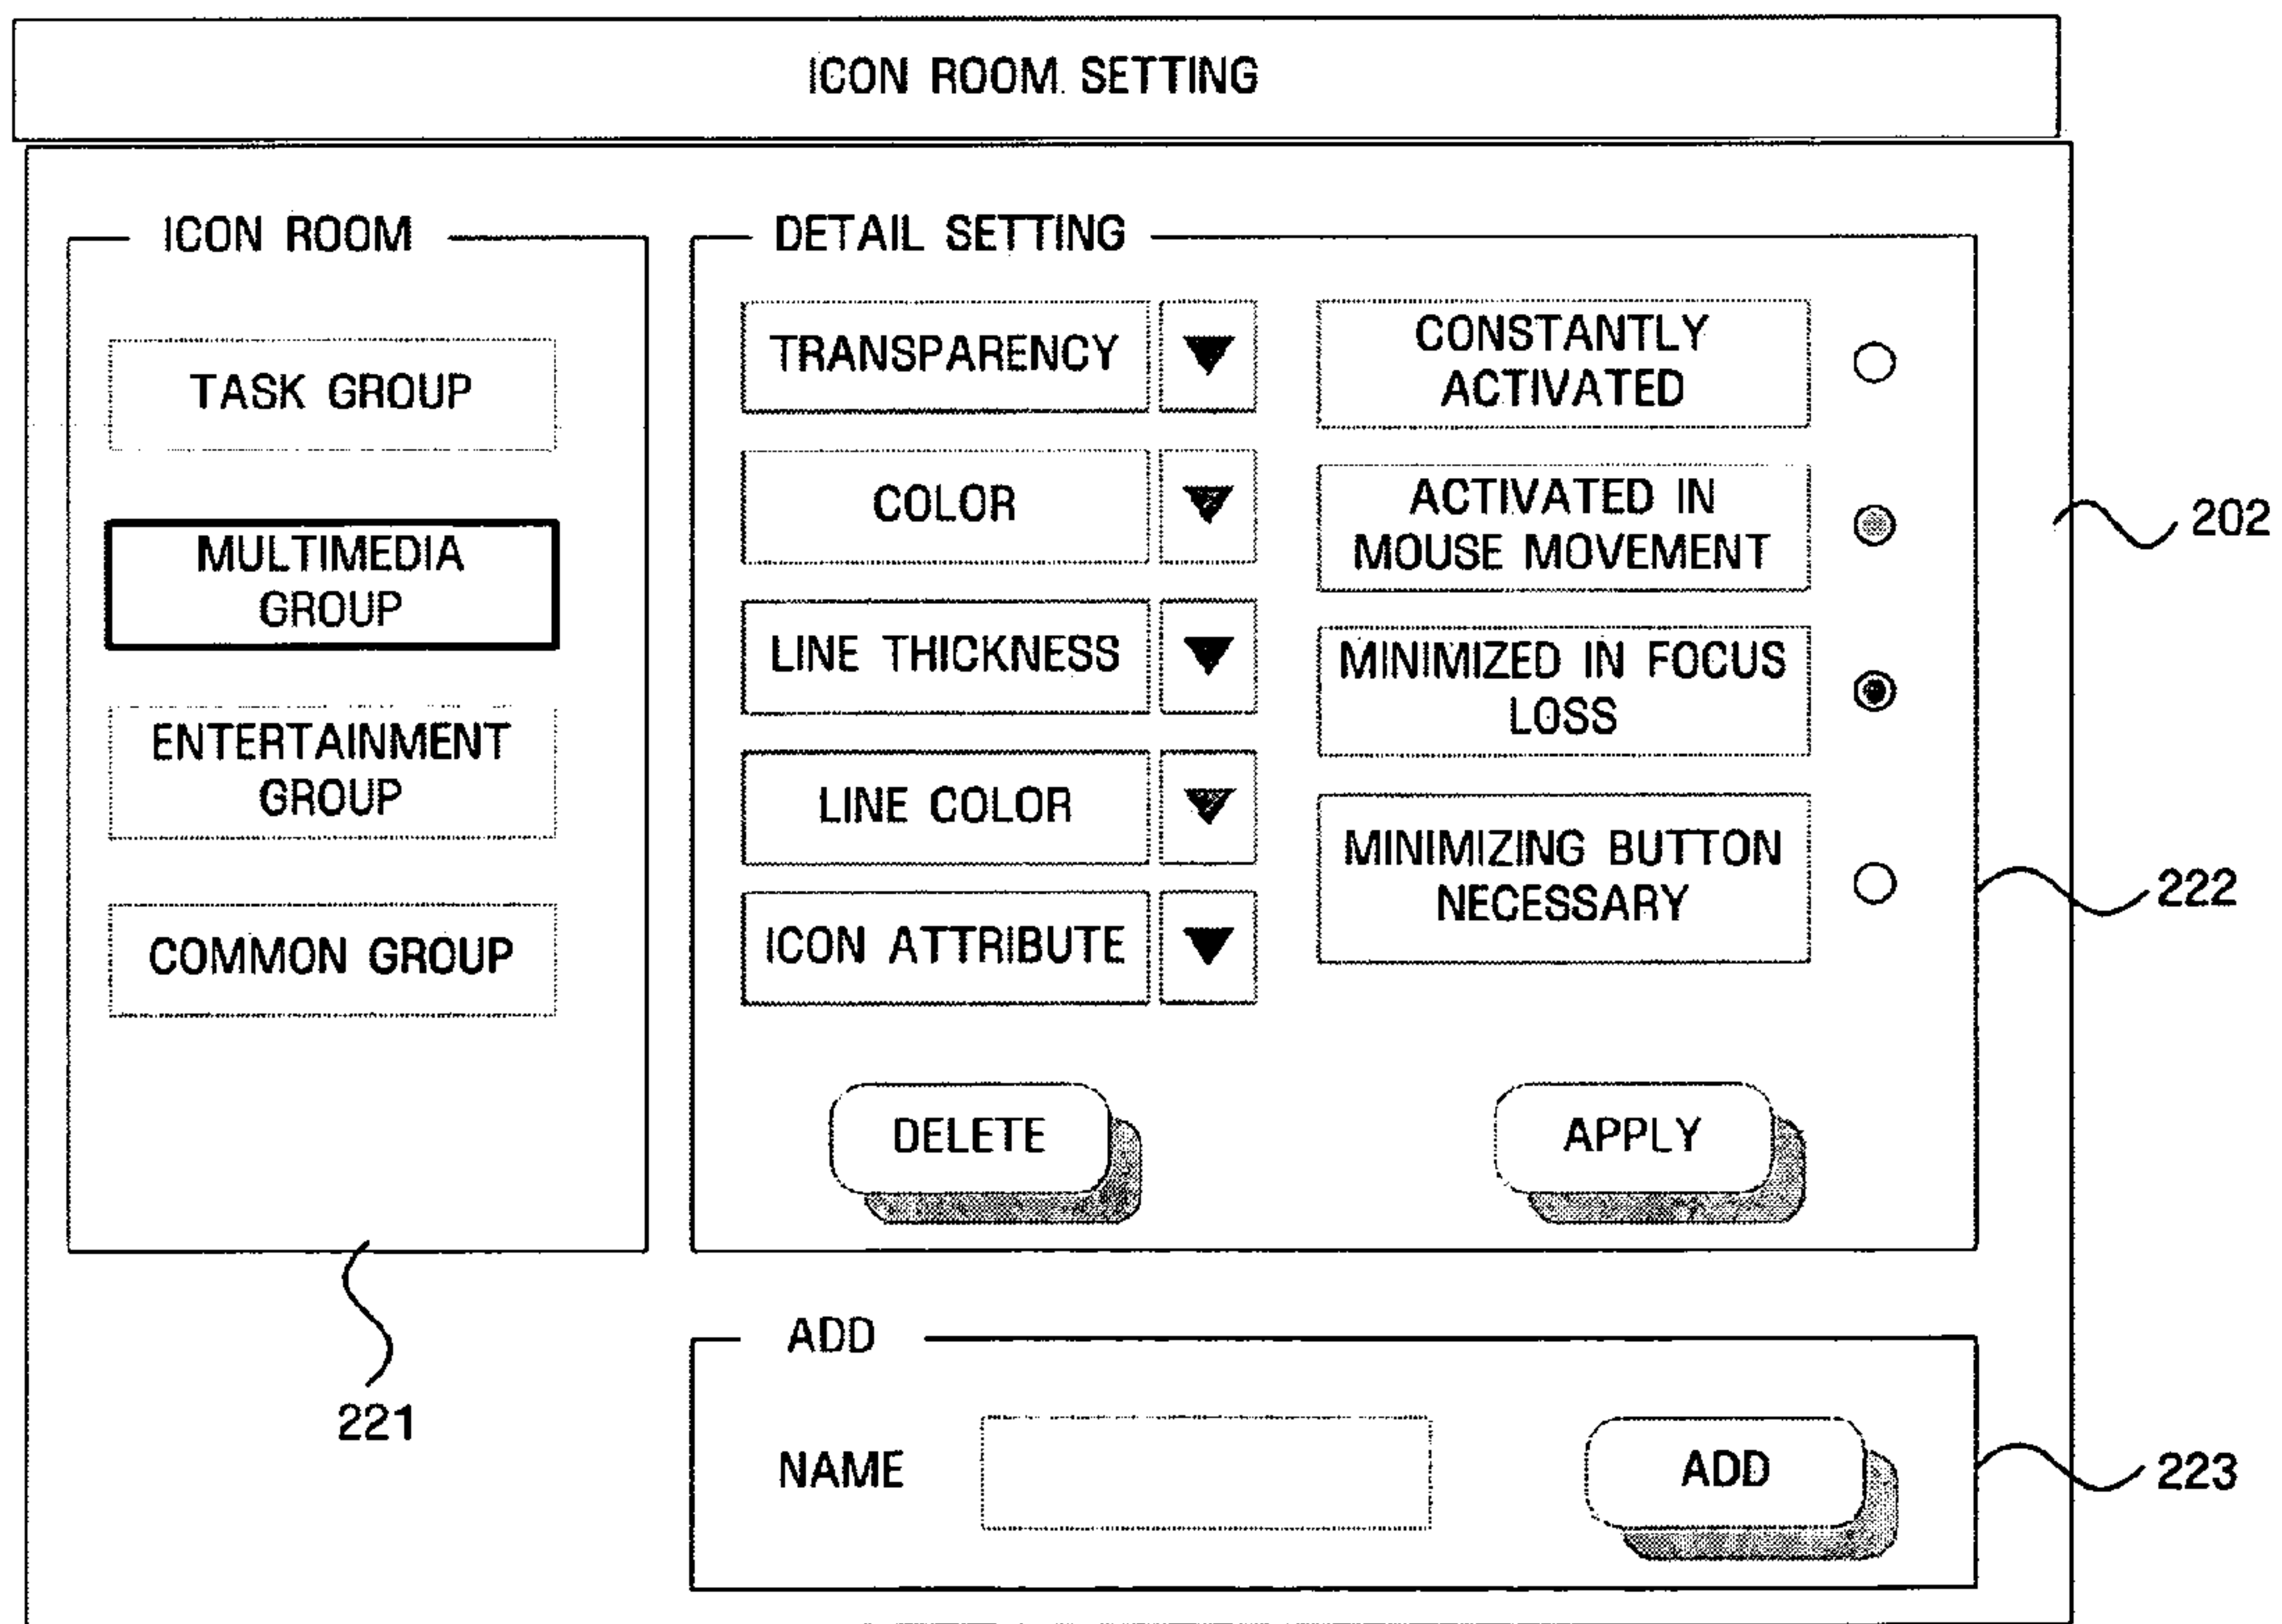 ICON ROOM SETTING
ICON ROOM
TASK GROUP
MULTIMEDIA
GROUP
ENTERTAINMENT
GROUP
COMMON GROUP
221
DETAIL SETTING
TRANSPARENCY
COLOR
LINE THICKNESS
LINE COLOR
ICON ATTRIBUTE
CONSTANTLY
ACTIVATED
ACTIVATED IN
MOUSE MOVEMENT
MINIMIZED IN FOCUS
LOSS
MINIMIZING BUTTON
NECESSARY
DELETE
APPLY
202
222
ADD
NAME
ADD
223